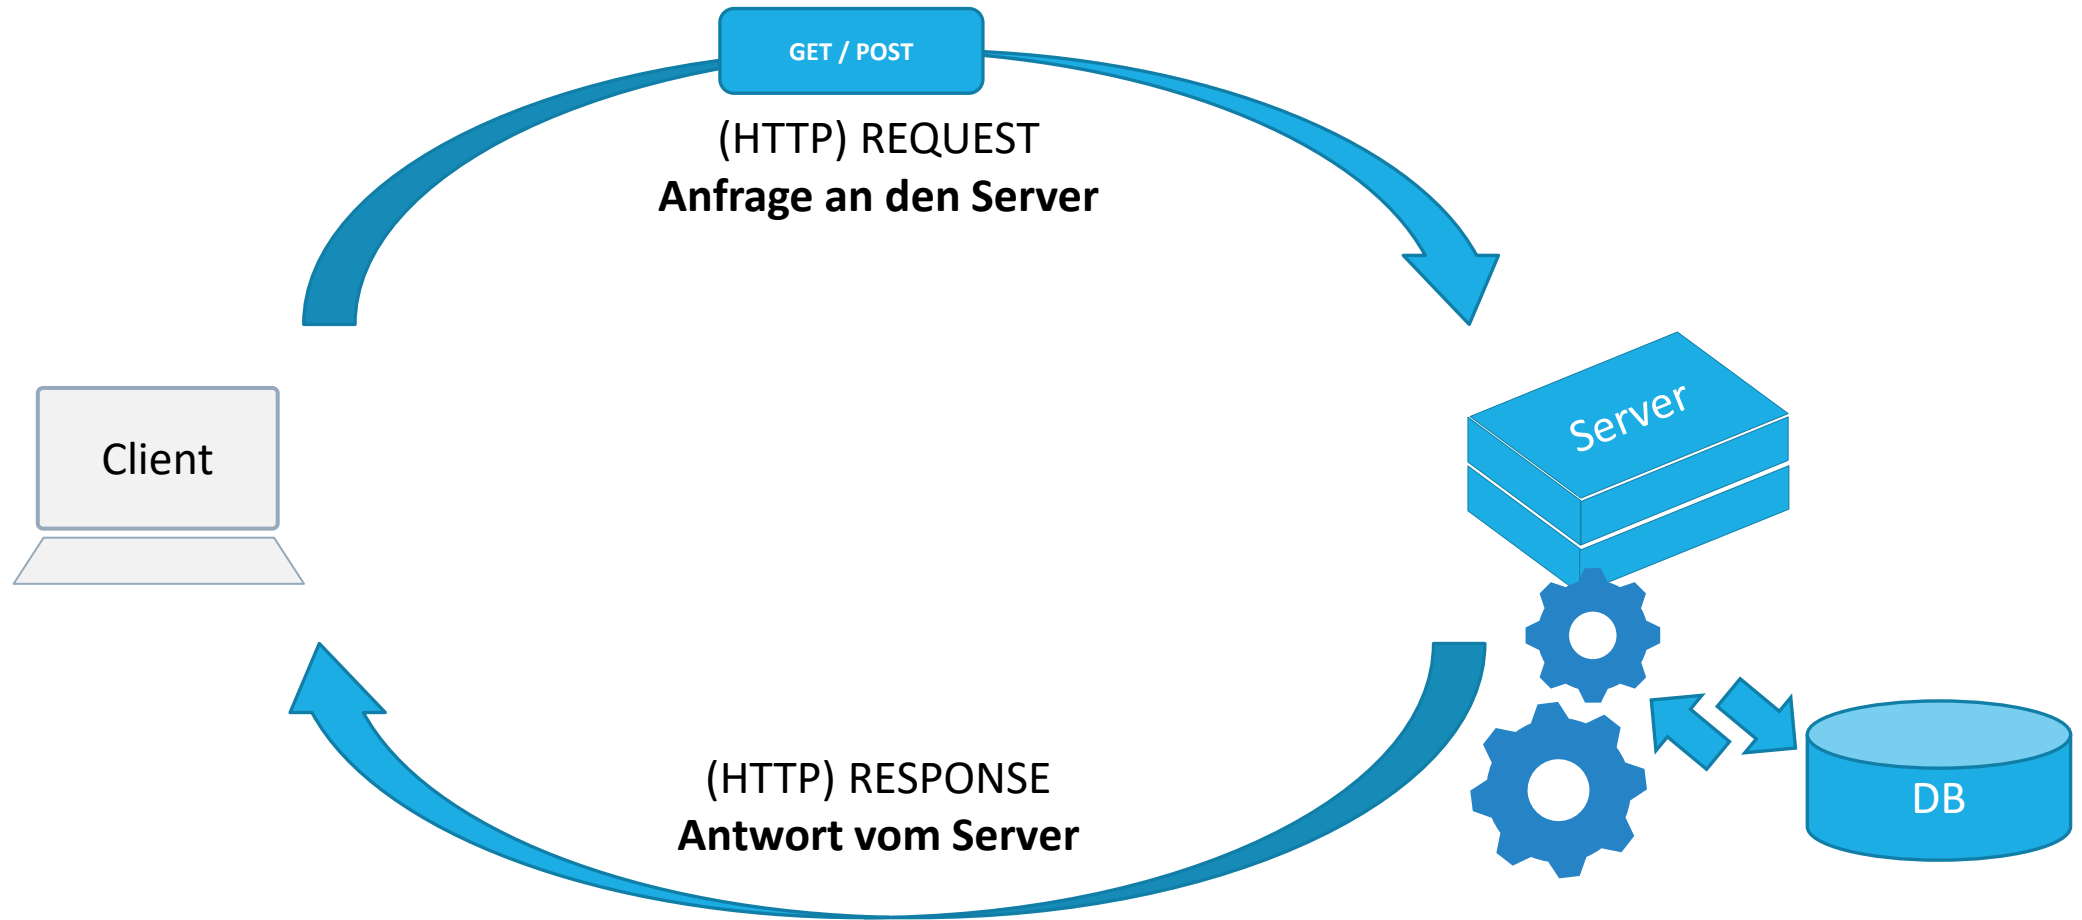 GET / POST
(HTTP) REQUEST
Anfrage an den Server
Client
Server
(HTTP) RESPONSE
Antwort vom Server
DB